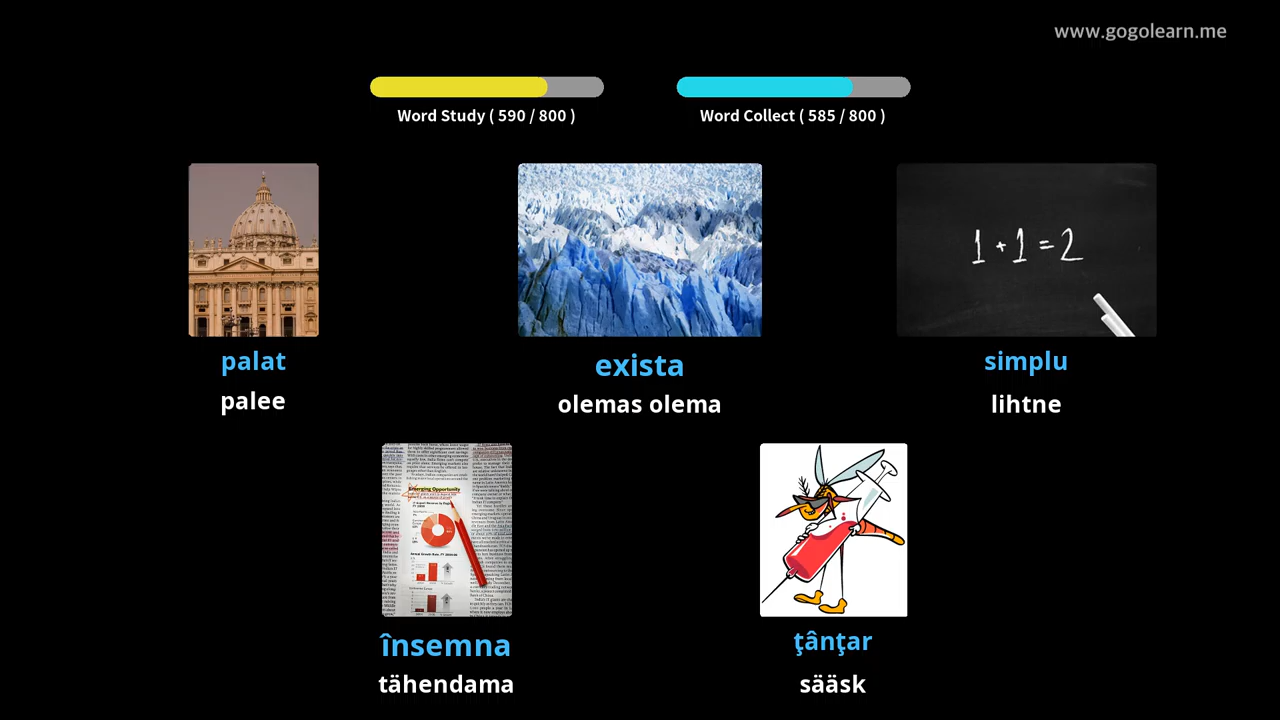 www.gogolearn.me
Word Study ( 590 / 800 )
Word Collect ( 585 / 800 )
1 + 1 = 2
palat
palee
exista
olemas olema
simplu
lihtne
Emerging Opportunity
însemna
tähendama
ţânţar
sääsk